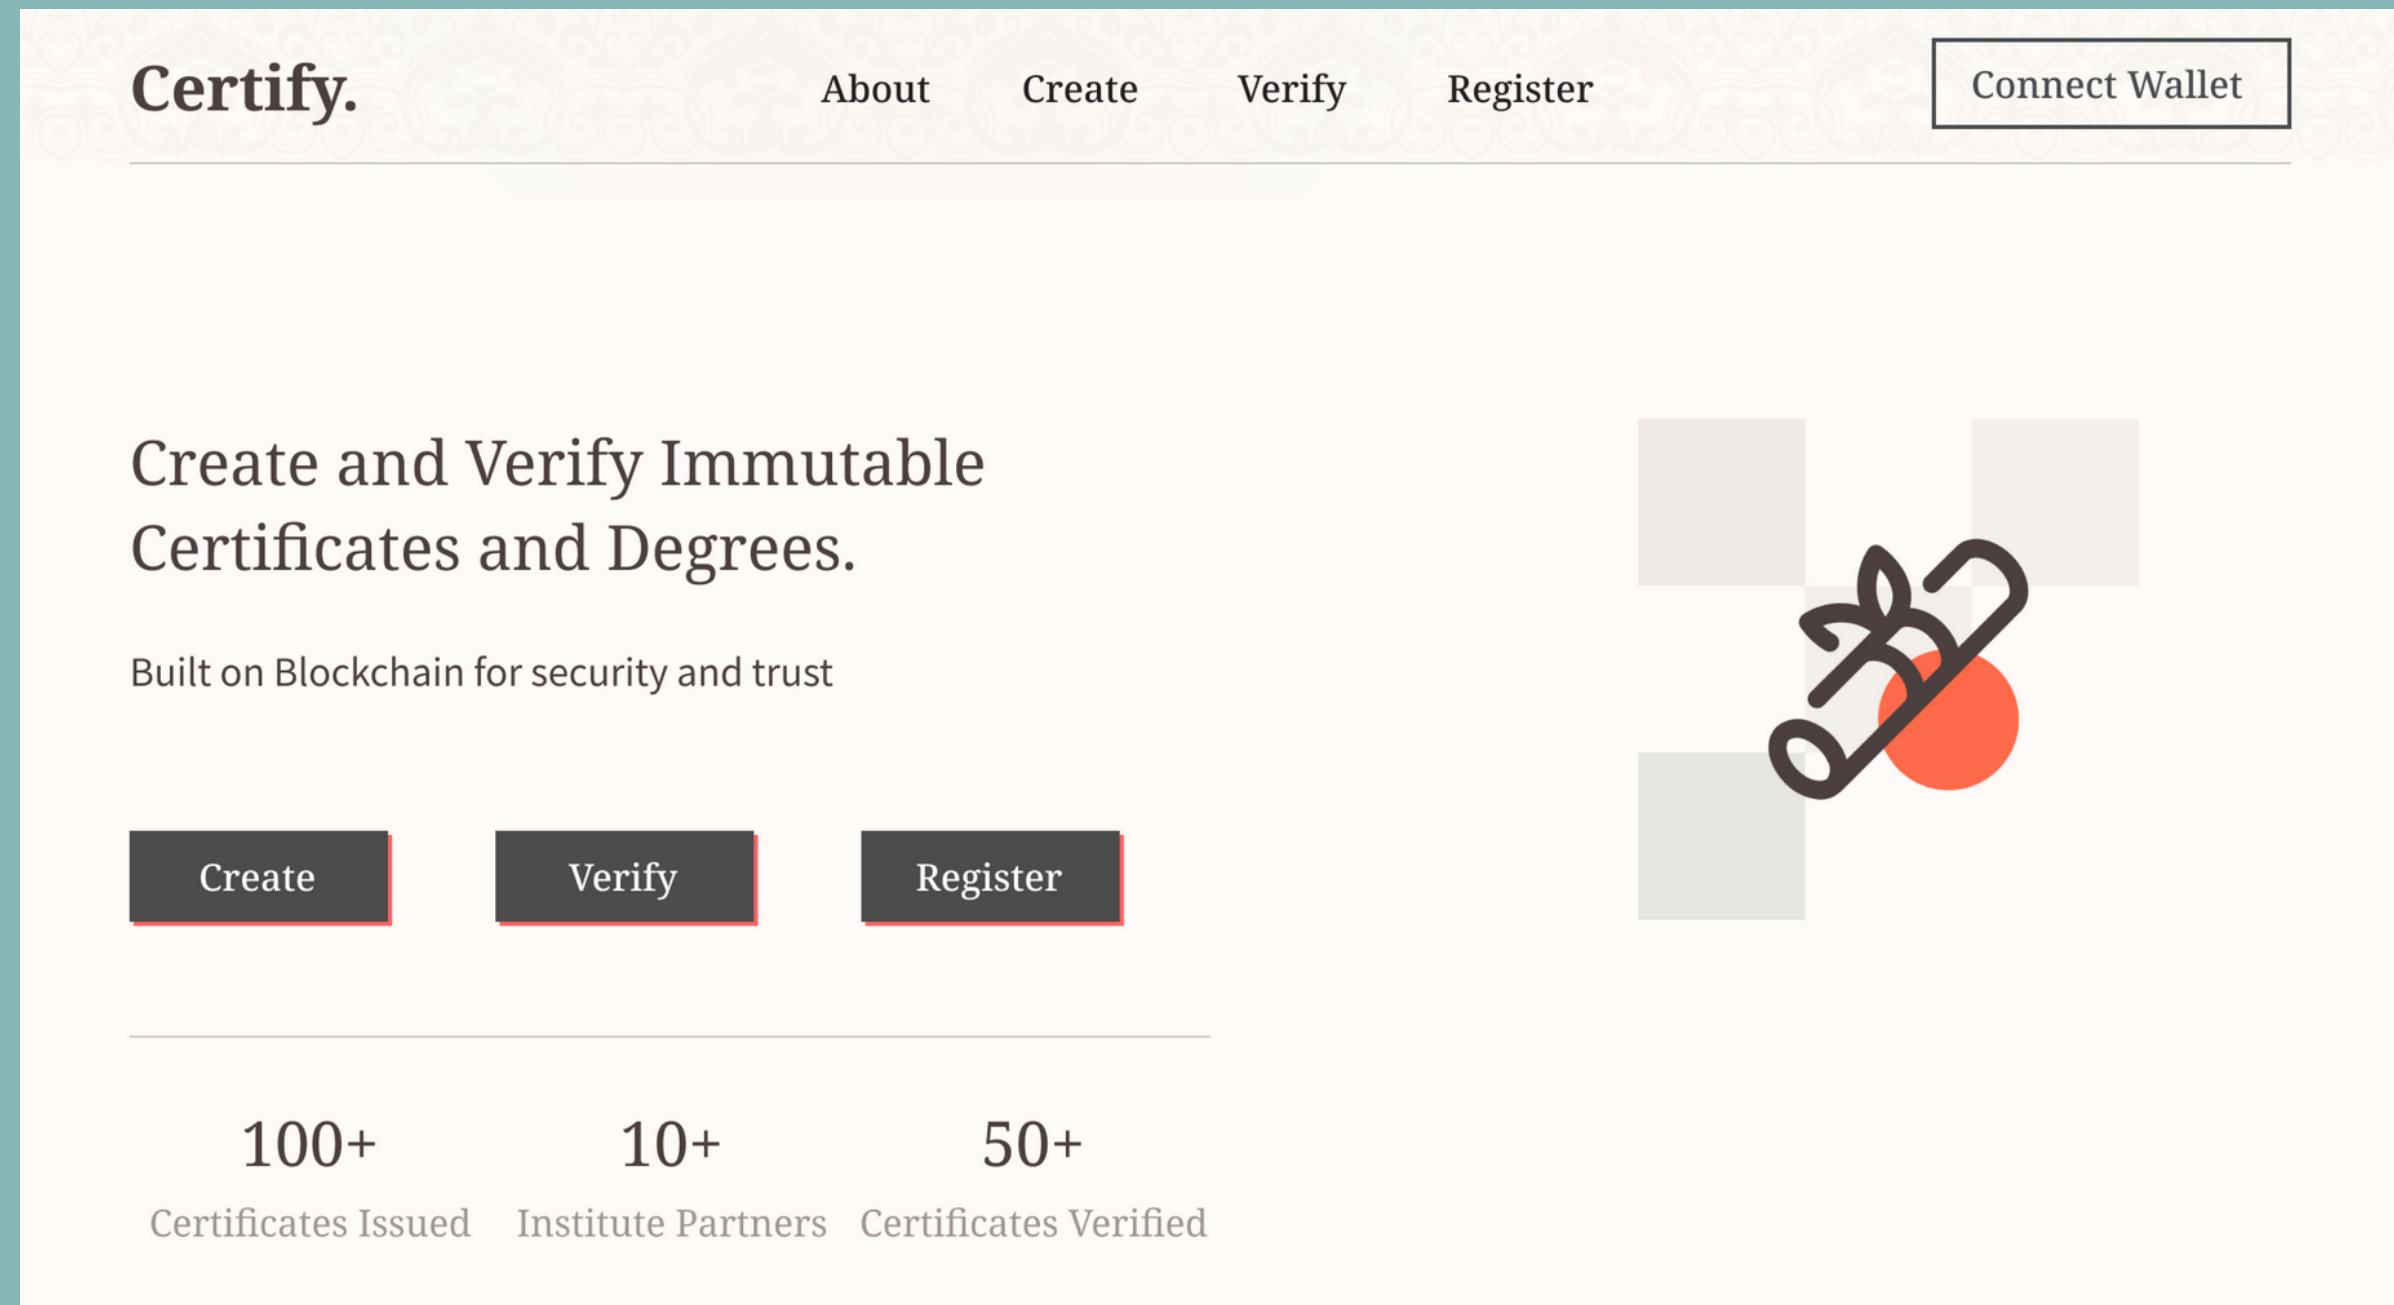 Certify.
About
Create
Verify
Register
Connect Wallet
Create and Verify Immutable
Certificates and Degrees.
Built on Blockchain for security and trust
Create
Verify
Register
100+
10+
50+
Certificates Issued
Institute Partners
Certificates Verified